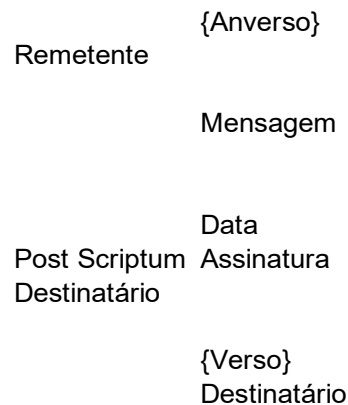 {Anverso}
Remetente
Mensagem
Data
Post Scriptum Assinatura
Destinatário
{Verso}
Destinatário